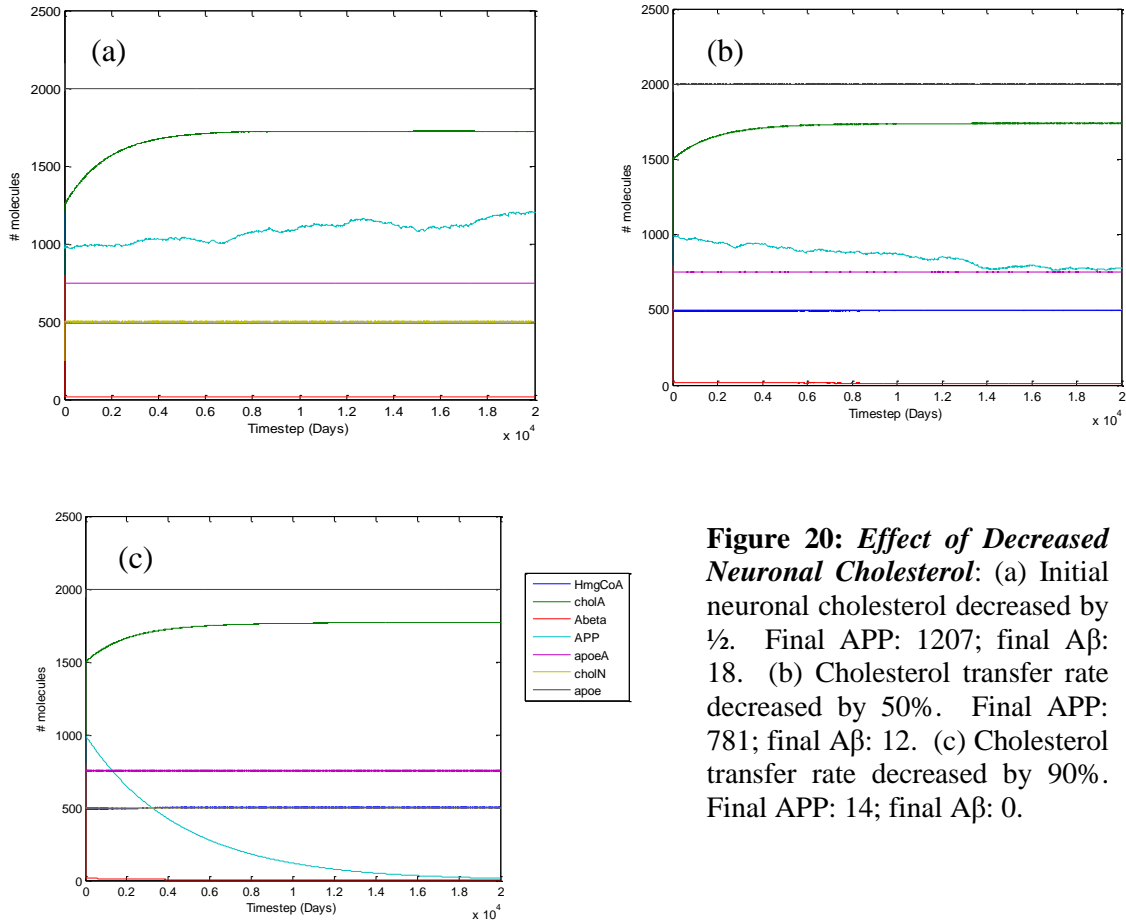 (a)
2500
2000
1500
1000
500
0
# molecules
0 0.2 0.4 0.6 0.8 1 1.2 1.4 1.6 1.8 2
Timestep (Days)
x 10^4
(b)
2500
2000
1500
1000
500
0
# molecules
0 0.2 0.4 0.6 0.8 1 1.2 1.4 1.6 1.8 2
Timestep (Days)
x 10^4
(c)
2500
2000
1500
1000
500
0
# molecules
0 0.2 0.4 0.6 0.8 1 1.2 1.4 1.6 1.8 2
Timestep (Days)
x 10^4
HmgCoA
cholA
Abeta
APP
apoeA
cholN
apoe
Figure 20: Effect of Decreased
Neuronal Cholesterol: (a) Initial
neuronal cholesterol decreased by
½. Final APP: 1207; final Aβ:
18. (b) Cholesterol transfer rate
decreased by 50%. Final APP:
781; final Aβ: 12. (c) Cholesterol
transfer rate decreased by 90%.
Final APP: 14; final Aβ: 0.